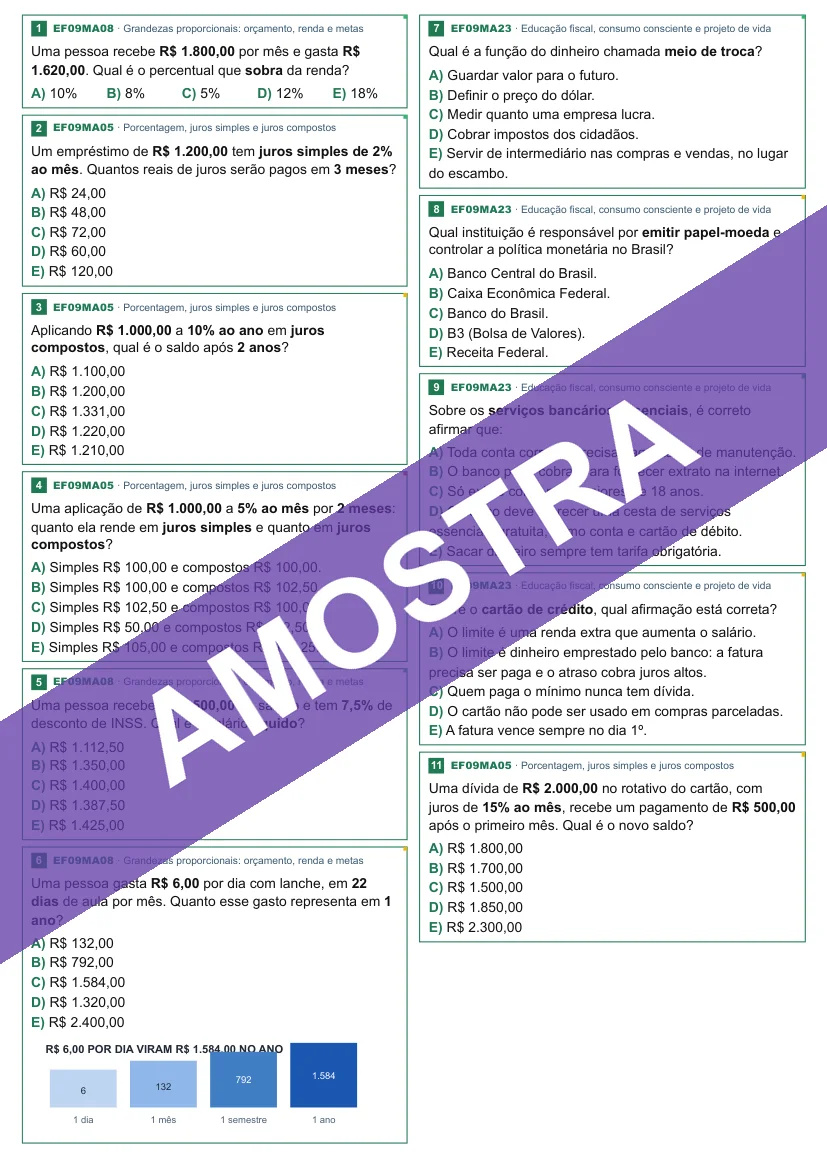 1 EF09MA08 · Grandezas proporcionais: orçamento, renda e metas
Uma pessoa recebe R$ 1.800,00 por mês e gasta R$
1.620,00. Qual é o percentual que sobra da renda?
A) 10% B) 8% C) 5% D) 12% E) 18%
2 EF09MA05 · Porcentagem, juros simples e juros compostos
Um empréstimo de R$ 1.200,00 tem juros simples de 2%
ao mês. Quantos reais de juros serão pagos em 3 meses?
A) R$ 24,00
B) R$ 48,00
C) R$ 72,00
D) R$ 60,00
E) R$ 120,00
3 EF09MA05 · Porcentagem, juros simples e juros compostos
Aplicando R$ 1.000,00 a 10% ao ano em juros
compostos, qual é o saldo após 2 anos?
A) R$ 1.100,00
B) R$ 1.200,00
C) R$ 1.331,00
D) R$ 1.220,00
E) R$ 1.210,00
4 EF09MA05 · Porcentagem, juros simples e juros compostos
Uma aplicação de R$ 1.000,00 a 5% ao mês por 2 meses:
quanto ela rende em juros simples e quanto em juros
compostos?
A) Simples R$ 100,00 e compostos R$ 100,00.
B) Simples R$ 100,00 e compostos R$ 102,50
C) Simples R$ 102,50 e compostos R$
D) Simples R$ 50,00 e compostos R$
E) Simples R$ 105,00 e compostos
5 EF09MA08 · metas
Uma pessoa recebe e tem 7,5% de
desconto de INSS.
A) R$ 1.112,50
B) R$ 1.350,00
C) R$ 1.400,00
D) R$ 1.387,50
E) R$ 1.425,00
6 EF09MA08 · Grandezas proporcionais: orçamento, renda e metas
Uma pessoa gasta R$ 6,00 por dia com lanche, em 22
dias de aula por mês. Quanto esse gasto representa em 1
ano?
A) R$ 132,00
B) R$ 792,00
C) R$ 1.584,00
D) R$ 1.320,00
E) R$ 2.400,00
R$ 6,00 POR DIA VIRAM R$ 1.584,00 NO ANO
6 132 792 1.584
1 dia 1 mês 1 semestre 1 ano
7 EF09MA23 · Educação fiscal, consumo consciente e projeto de vida
Qual é a função do dinheiro chamada meio de troca?
A) Guardar valor para o futuro.
B) Definir o preço do dólar.
C) Medir quanto uma empresa lucra.
D) Cobrar impostos dos cidadãos.
E) Servir de intermediário nas compras e vendas, no lugar
do escambo.
8 EF09MA23 · Educação fiscal, consumo consciente e projeto de vida
Qual instituição é responsável por emitir papel-moeda e
controlar a política monetária no Brasil?
A) Banco Central do Brasil.
B) Caixa Econômica Federal.
C) Banco do Brasil.
D) B3 (Bolsa de Valores).
E) Receita Federal.
9 EF09MA23 · Educação fiscal, consumo consciente e projeto de vida
Sobre os serviços bancários é correto
afirmar que:
A) Toda conta de manutenção.
B) O banco extrato na internet.
C) Só de 18 anos.
D) cesta de serviços
conta e cartão de débito.
E) Sacar sempre tem tarifa obrigatória.
10 EF09MA23 · Educação fiscal, consumo consciente e projeto de vida
o cartão de crédito, qual afirmação está correta?
A) O limite é uma renda extra que aumenta o salário.
B) O limite é dinheiro emprestado pelo banco: a fatura
precisa ser paga e o atraso cobra juros altos.
C) Quem paga o mínimo nunca tem dívida.
D) O cartão não pode ser usado em compras parceladas.
E) A fatura vence sempre no dia 1º.
11 EF09MA05 · Porcentagem, juros simples e juros compostos
Uma dívida de R$ 2.000,00 no rotativo do cartão, com
juros de 15% ao mês, recebe um pagamento de R$ 500,00
após o primeiro mês. Qual é o novo saldo?
A) R$ 1.800,00
B) R$ 1.700,00
C) R$ 1.500,00
D) R$ 1.850,00
E) R$ 2.300,00
AMOSTRA